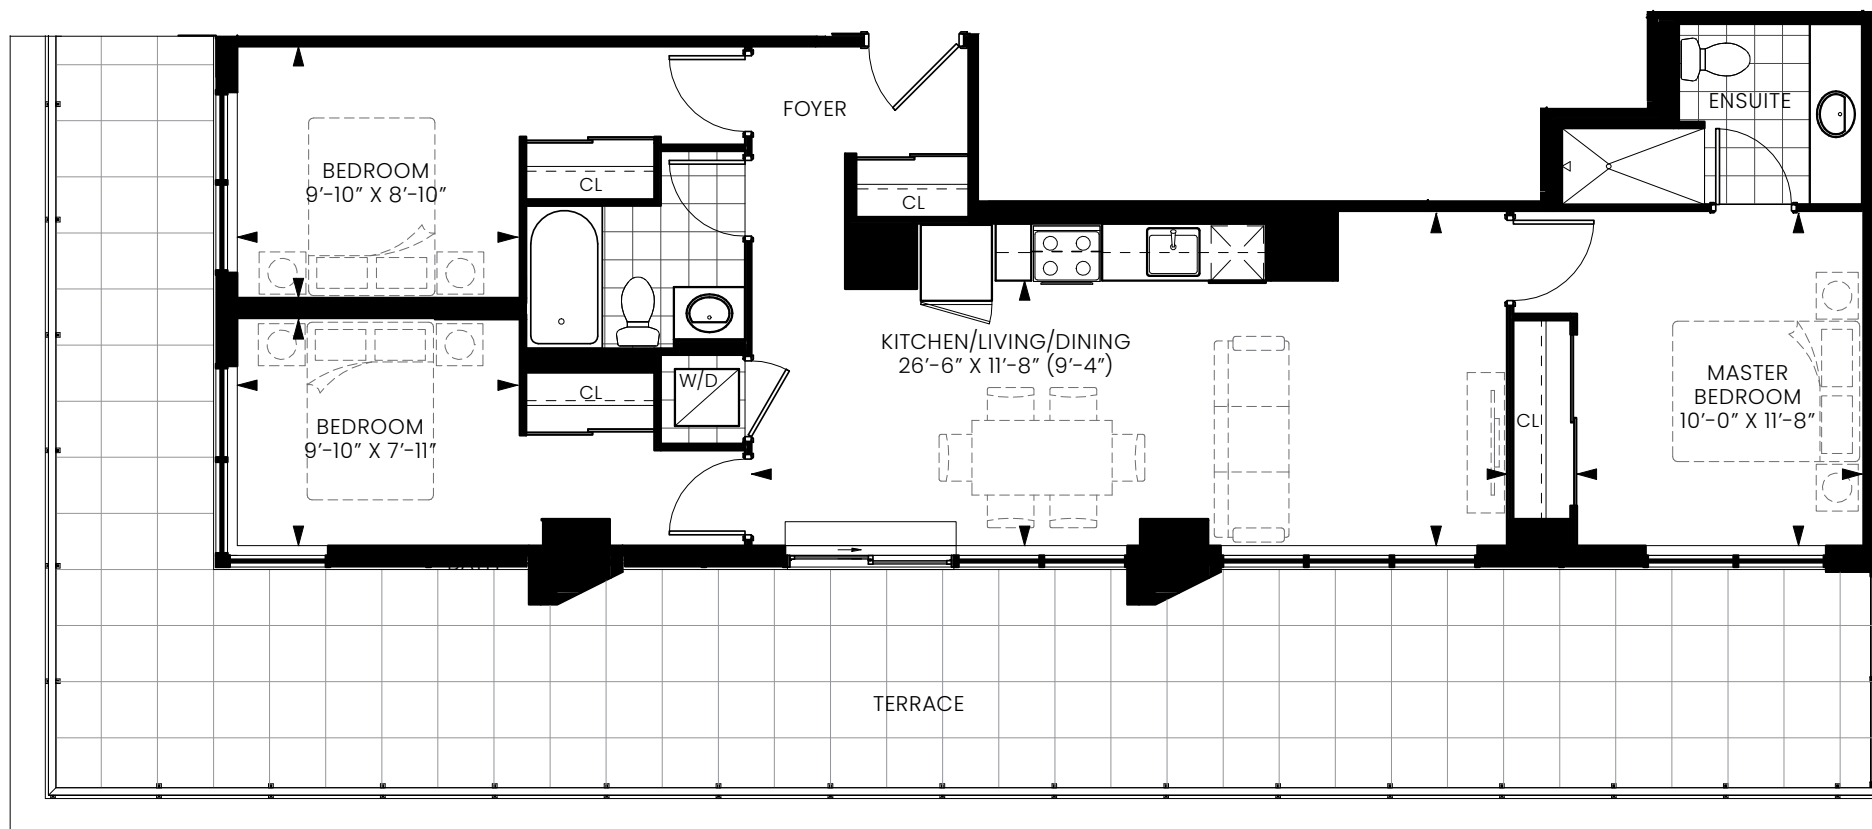 ENSUITE
FOYER
BEDROOM
9’-10” X 8’-10”
CL
CL
KITCHEN/LIVING/DINING
26’-6” X 11’-8” (9’-4”)
W/D
CL
MASTER
BEDROOM
10’-0” X 11’-8”
CL
BEDROOM
9’-10” X 7’-11”
TERRACE